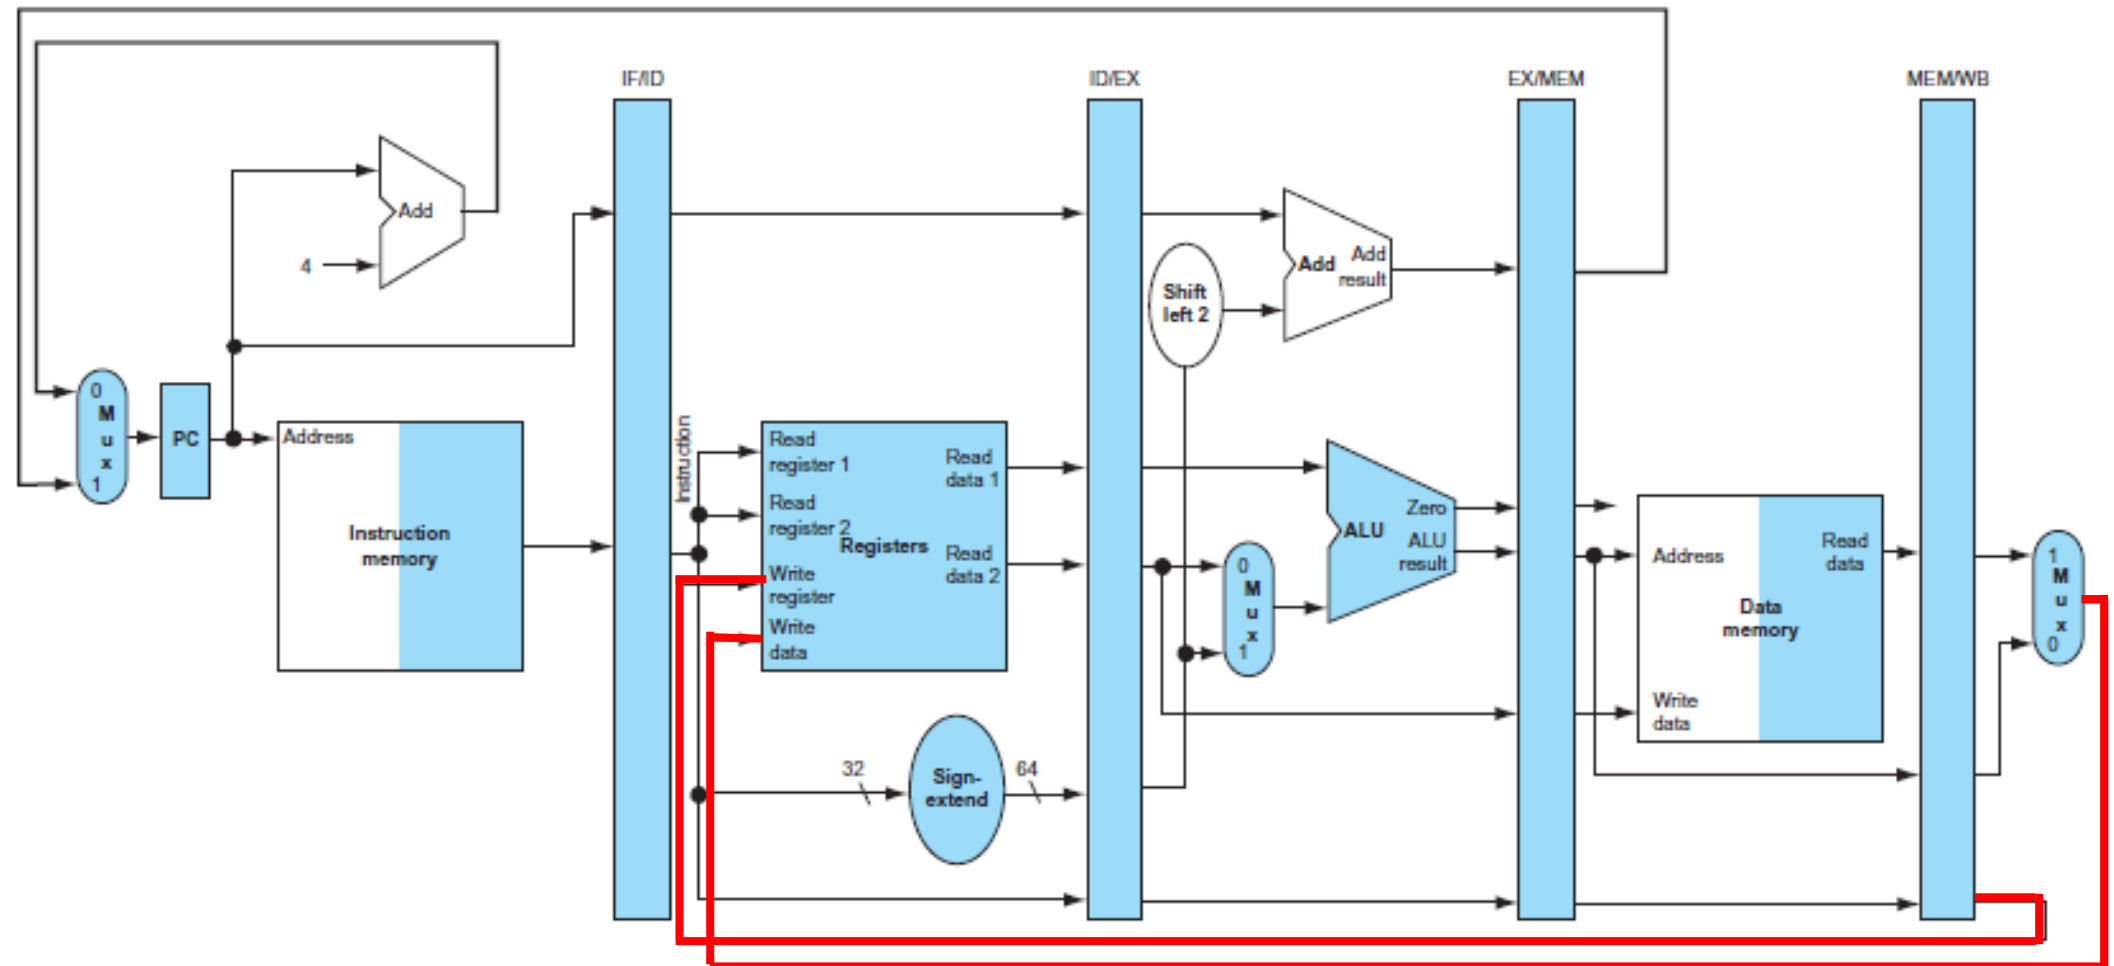 IF/ID
ID/EX
EX/MEM
MEM/WB
Add
4
Add
Add
result
Shift
left 2
0
M
u
x
1
PC
Address
Instruction
memory
Instruction
Read
register 1
Read
register 2
Write
register
Write
data
Registers
Read
data 1
Read
data 2
32
Sign-
extend
64
0
M
u
x
1
ALU
Zero
ALU
result
Address
Read
data
Data
memory
Write
data
1
M
u
x
0